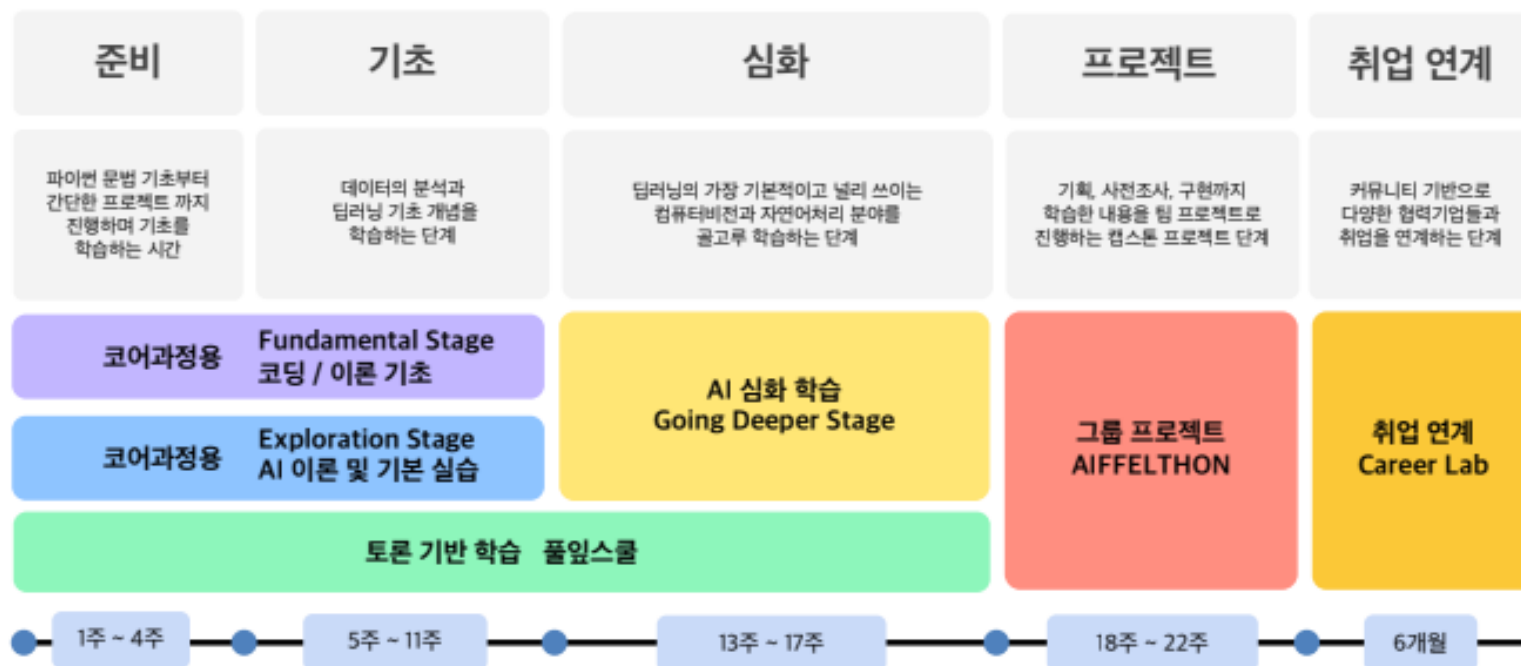 준비
기초
심화
프로젝트
취업 연계
파이썬 문법 기초부터
간단한 프로젝트 까지
진행하며 기초를
학습하는 시간
데이터의 분석과
딥러닝 기초 개념을
학습하는 단계
딥러닝의 가장 기본적이고 널리 쓰이는
컴퓨터비전과 자연어처리 분야를
골고루 학습하는 단계
기획, 사전조사, 구현까지
학습한 내용을 팀 프로젝트로
진행하는 캡스톤 프로젝트 단계
커뮤니티 기반으로
다양한 협력기업들과
취업을 연계하는 단계
코어과정용
Fundamental Stage
코딩 / 이론 기초
코어과정용
Exploration Stage
AI 이론 및 기본 실습
AI 심화 학습
Going Deeper Stage
그룹 프로젝트
AIFFELTHON
취업 연계
Career Lab
토론 기반 학습 풀잎스쿨
1주 ~ 4주
5주 ~ 11주
13주 ~ 17주
18주 ~ 22주
6개월